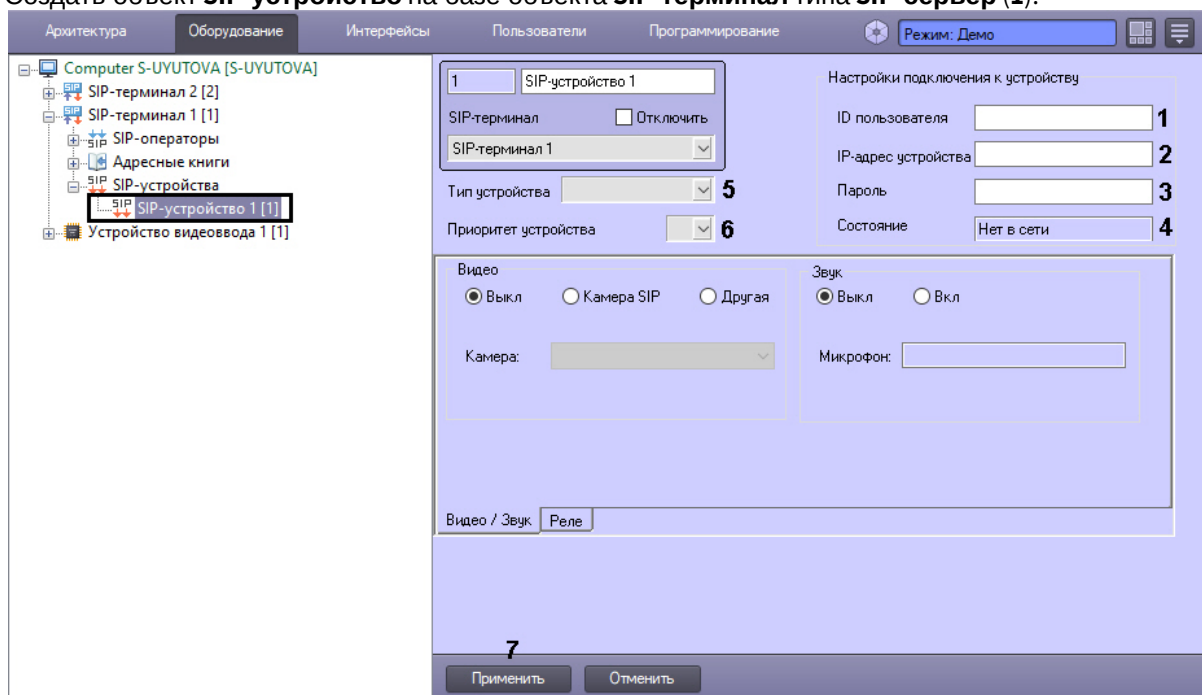 Создать объект SIP-устройство на базе объекта SIP-терминал типа SIP-сервер (1).
Архитектура Оборудование Интерфейсы Пользователи Программирование Режим: Демо
Computer S-UYUTOVA [S-UYUTOVA]
SIP-терминал 2 [2]
SIP-терминал 1 [1]
SIP-операторы
Адресные книги
SIP-устройства
SIP-устройство 1 [1]
Устройство видеоввода 1 [1]
1 SIP-устройство 1
SIP-терминал Отключить
SIP-терминал 1
Тип устройства 5
Приоритет устройства 6
Настройки подключения к устройству
ID пользователя 1
IP-адрес устройства 2
Пароль 3
Состояние Нет в сети 4
Видео
Выкл Камера SIP Другая
Камера:
Звук
Выкл Вкл
Микрофон:
Видео / Звук Реле
7
Применить Отменить